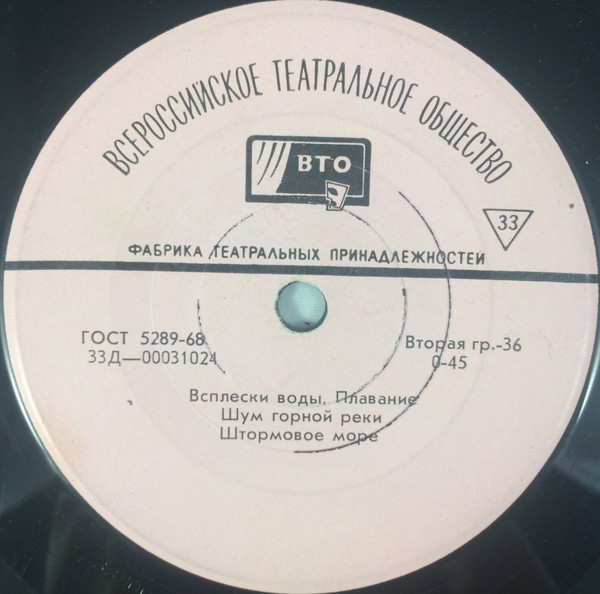 ВСЕРОССИЙСКОЕ ТЕАТРАЛЬНОЕ ОБЩЕСТВО
ВТО
33
ФАБРИКА ТЕАТРАЛЬНЫХ ПРИНАДЛЕЖНОСТЕЙ
ГОСТ 5289-68
33Д—00031024
Вторая гр.-36
0-45
Всплески воды. Плавание
Шум горной реки
Штормовое море